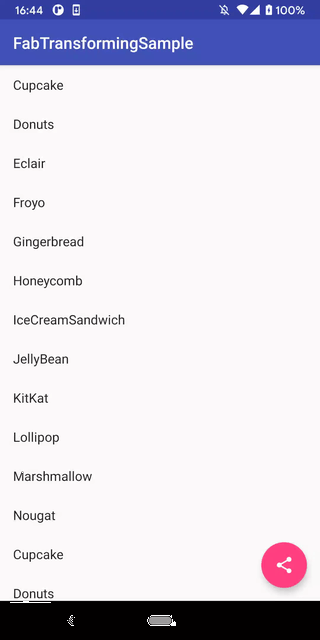 16:44
100%
FabTransformingSample
Cupcake
Donuts
Eclair
Froyo
Gingerbread
Honeycomb
IceCreamSandwich
JellyBean
KitKat
Lollipop
Marshmallow
Nougat
Cupcake
Donuts